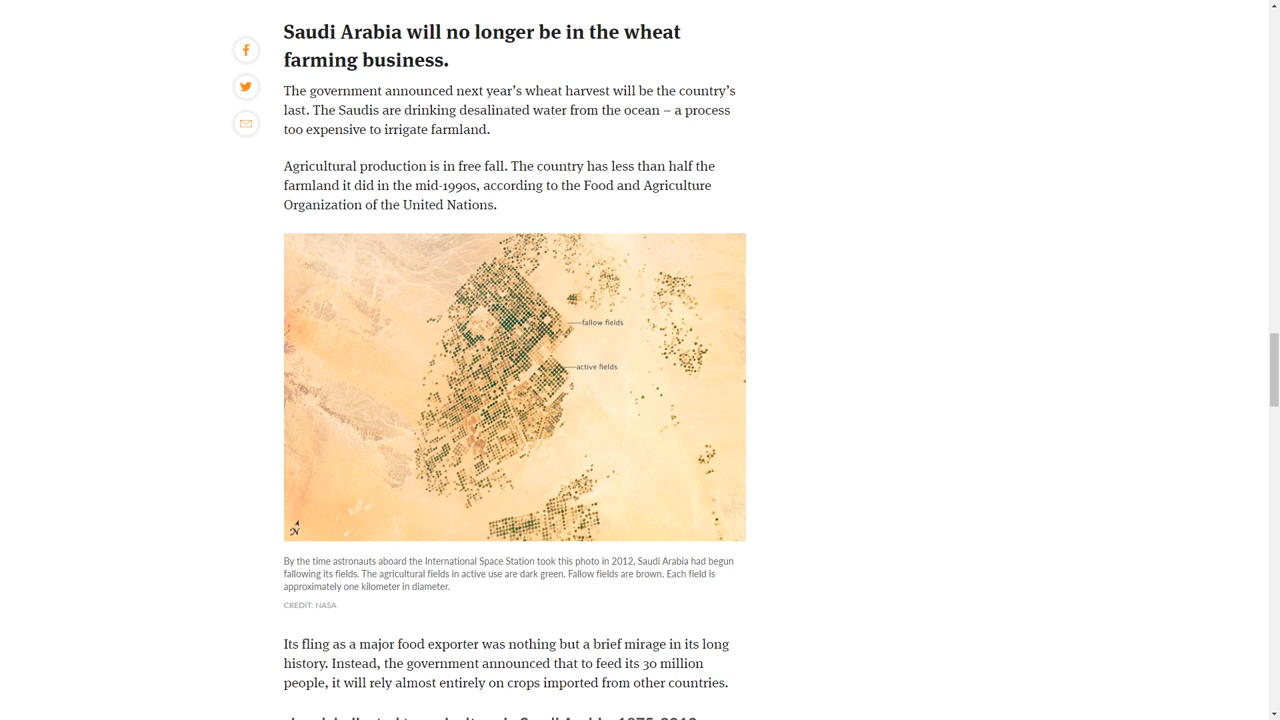 Saudi Arabia will no longer be in the wheat
farming business.
The government announced next year’s wheat harvest will be the country’s
last. The Saudis are drinking desalinated water from the ocean – a process
too expensive to irrigate farmland.
Agricultural production is in free fall. The country has less than half the
farmland it did in the mid-1990s, according to the Food and Agriculture
Organization of the United Nations.
fallow fields
active fields
N
By the time astronauts aboard the International Space Station took this photo in 2012, Saudi Arabia had begun
fallowing its fields. The agricultural fields in active use are dark green. Fallow fields are brown. Each field is
approximately one kilometer in diameter.
CREDIT: NASA
Its fling as a major food exporter was nothing but a brief mirage in its long
history. Instead, the government announced that to feed its 30 million
people, it will rely almost entirely on crops imported from other countries.